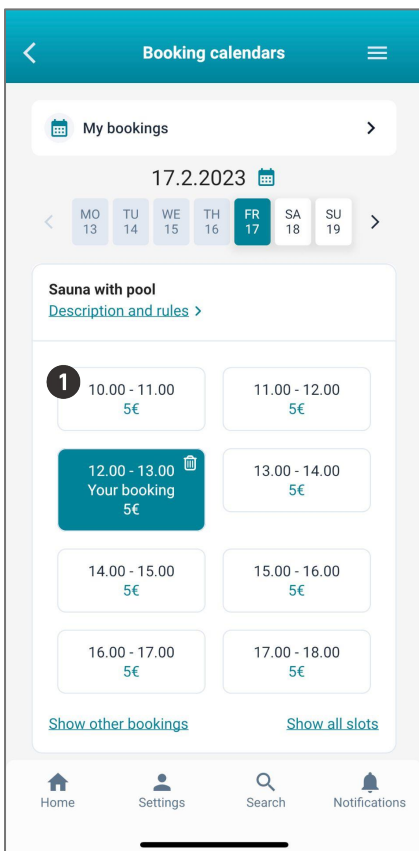 Booking calendars
My bookings
17.2.2023
MO TU WE TH FR SA SU
13 14 15 16 17 18 19
Sauna with pool
Description and rules
1
10.00 - 11.00 11.00 - 12.00
5€ 5€
12.00 - 13.00 13.00 - 14.00
Your booking 5€
5€
14.00 - 15.00 15.00 - 16.00
5€ 5€
16.00 - 17.00 17.00 - 18.00
5€ 5€
Show other bookings Show all slots
Home Settings Search Notifications